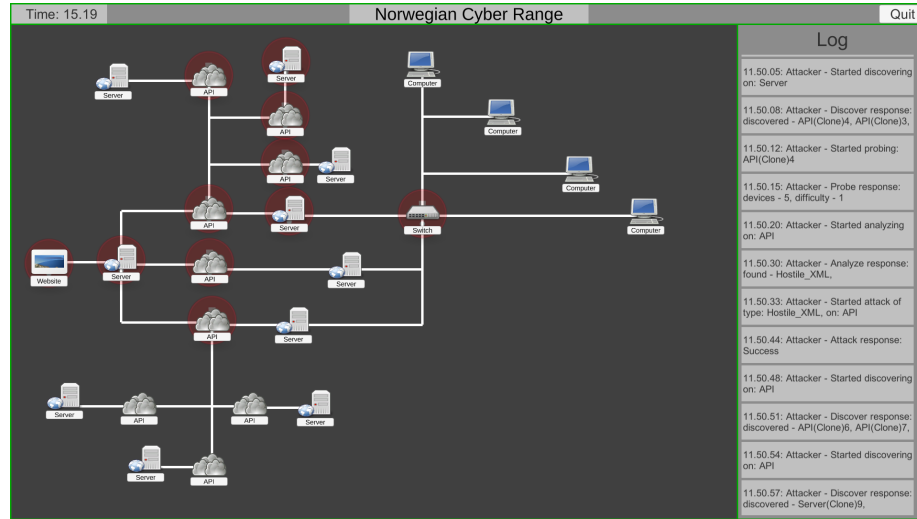 Time: 15.19
Norwegian Cyber Range
Quit
Log
Server
API
Server
API
API
Server
API
Server
Switch
Computer
Computer
Computer
Computer
Website
Server
API
Server
API
Server
Server
API
API
Server
Server
API
11.50.05: Attacker - Started discovering
on: Server
11.50.08: Attacker - Discover response:
discovered - API(Clone)4, API(Clone)3,
11.50.12: Attacker - Started probing:
API(Clone)4
11.50.15: Attacker - Probe response:
devices - 5, difficulty - 1
11.50.20: Attacker - Started analyzing
on: API
11.50.30: Attacker - Analyze response:
found - Hostile_XML,
11.50.33: Attacker - Started attack of
type: Hostile_XML, on: API
11.50.44: Attacker - Attack response:
Success
11.50.48: Attacker - Started discovering
on: API
11.50.51: Attacker - Discover response:
discovered - API(Clone)6, API(Clone)7,
11.50.54: Attacker - Started discovering
on: API
11.50.57: Attacker - Discover response:
discovered - Server(Clone)9,